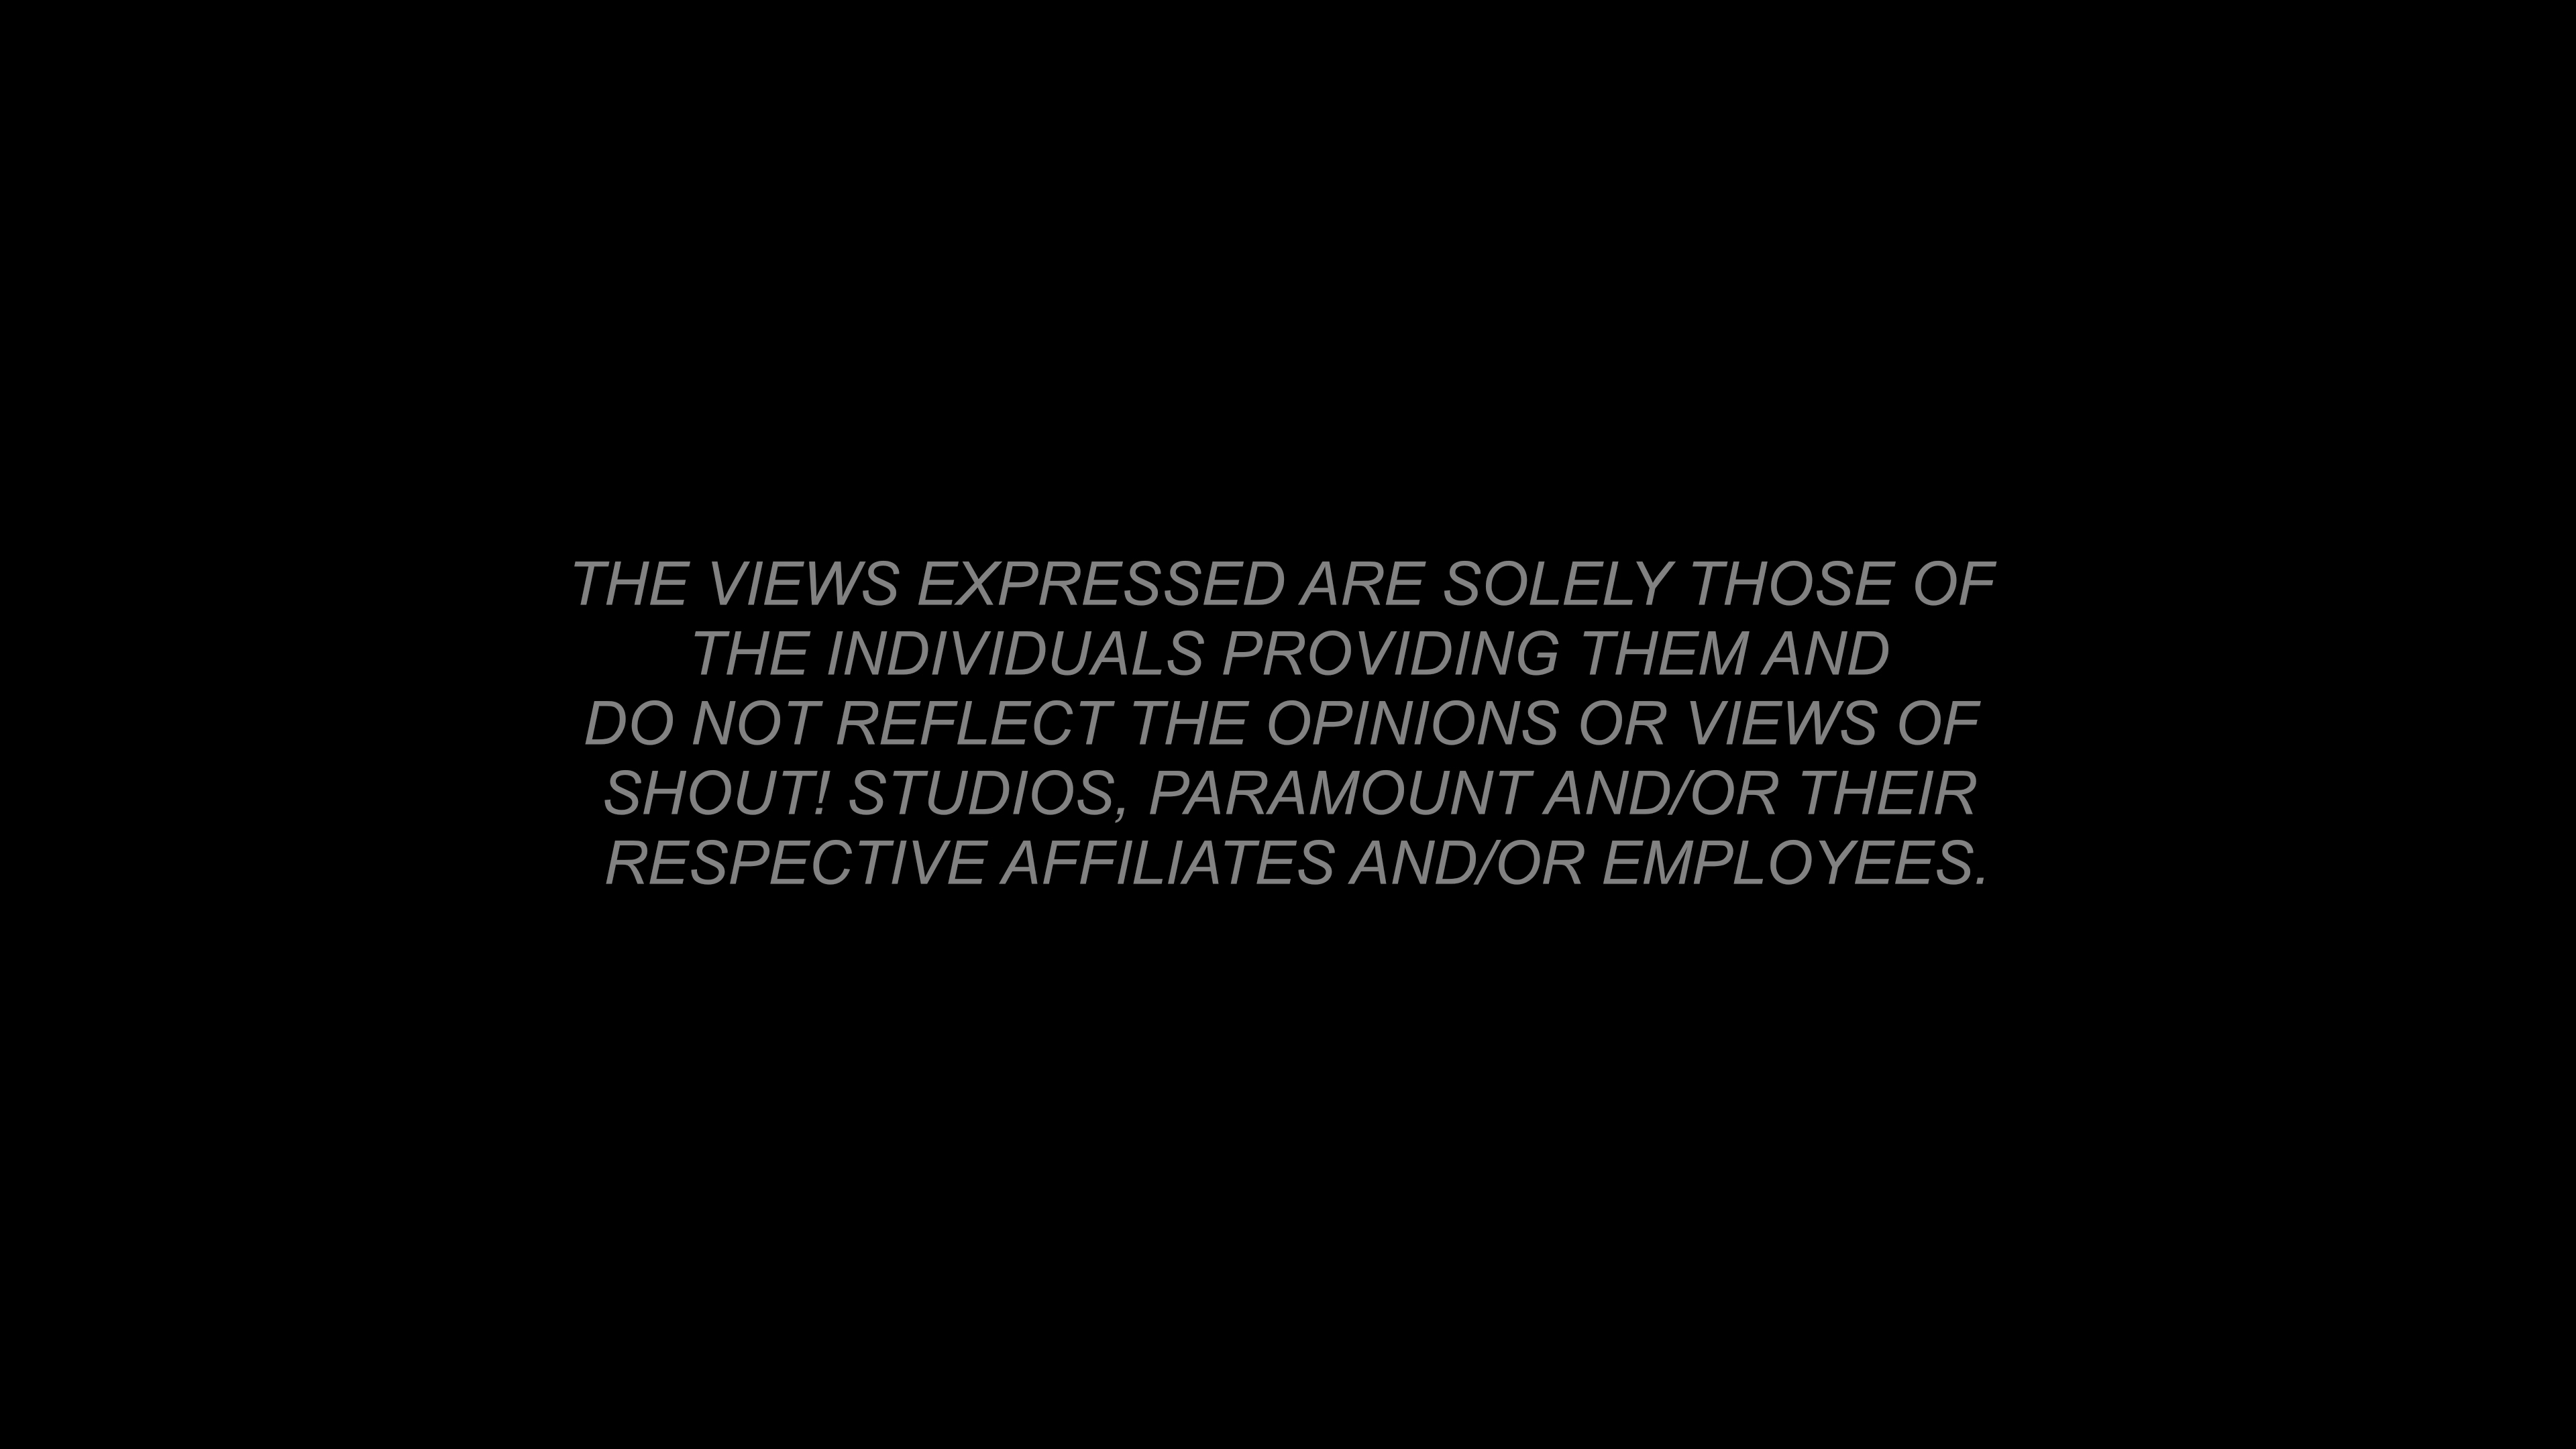 THE VIEWS EXPRESSED ARE SOLELY THOSE OF
THE INDIVIDUALS PROVIDING THEM AND
DO NOT REFLECT THE OPINIONS OR VIEWS OF
SHOUT! STUDIOS, PARAMOUNT AND/OR THEIR
RESPECTIVE AFFILIATES AND/OR EMPLOYEES.